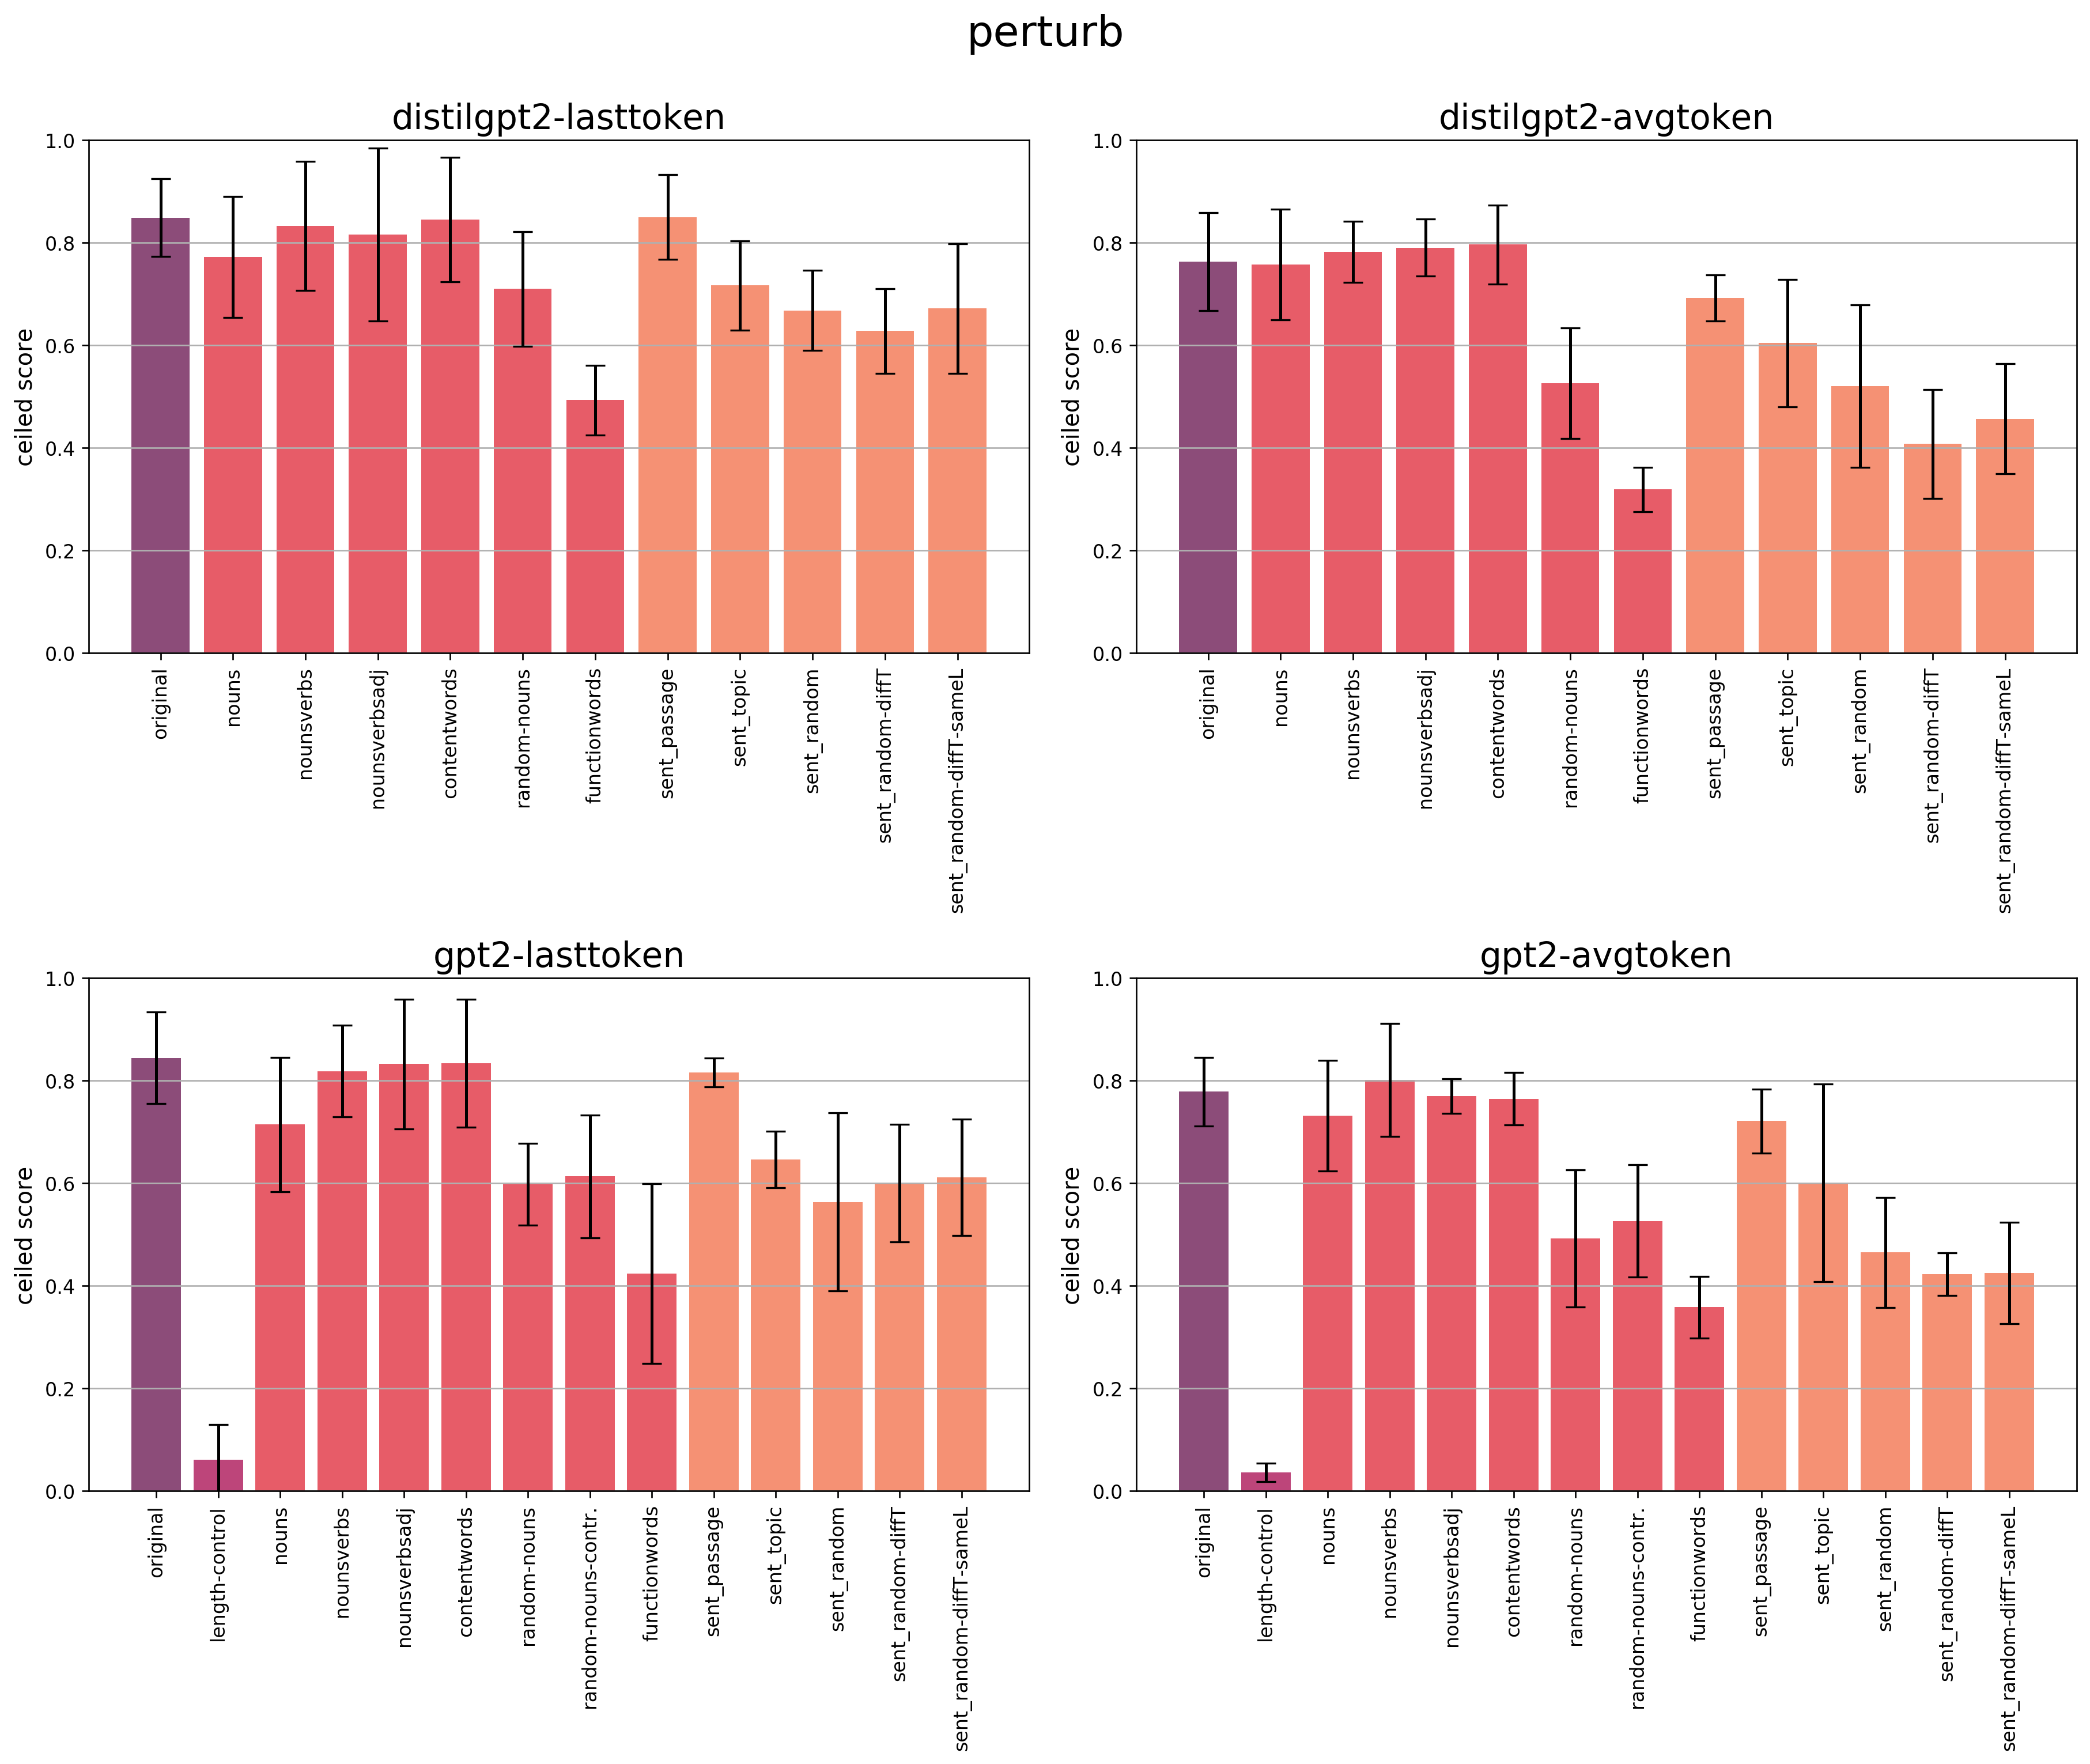 perturb
distilgpt2-lasttoken
ceiled score
1.0
0.8
0.6
0.4
0.2
0.0
original
nouns
nounsverbs
nounsverbsadj
contentwords
random-nouns
functionwords
sent_passage
sent_topic
sent_random
sent_random-diffT
sent_random-diffT-sameL
distilgpt2-avgtoken
ceiled score
1.0
0.8
0.6
0.4
0.2
0.0
original
nouns
nounsverbs
nounsverbsadj
contentwords
random-nouns
functionwords
sent_passage
sent_topic
sent_random
sent_random-diffT
sent_random-diffT-sameL
gpt2-lasttoken
ceiled score
1.0
0.8
0.6
0.4
0.2
0.0
original
length-control
nouns
nounsverbs
nounsverbsadj
contentwords
random-nouns
random-nouns-contr.
functionwords
sent_passage
sent_topic
sent_random
sent_random-diffT
sent_random-diffT-sameL
gpt2-avgtoken
ceiled score
1.0
0.8
0.6
0.4
0.2
0.0
original
length-control
nouns
nounsverbs
nounsverbsadj
contentwords
random-nouns
random-nouns-contr.
functionwords
sent_passage
sent_topic
sent_random
sent_random-diffT
sent_random-diffT-sameL